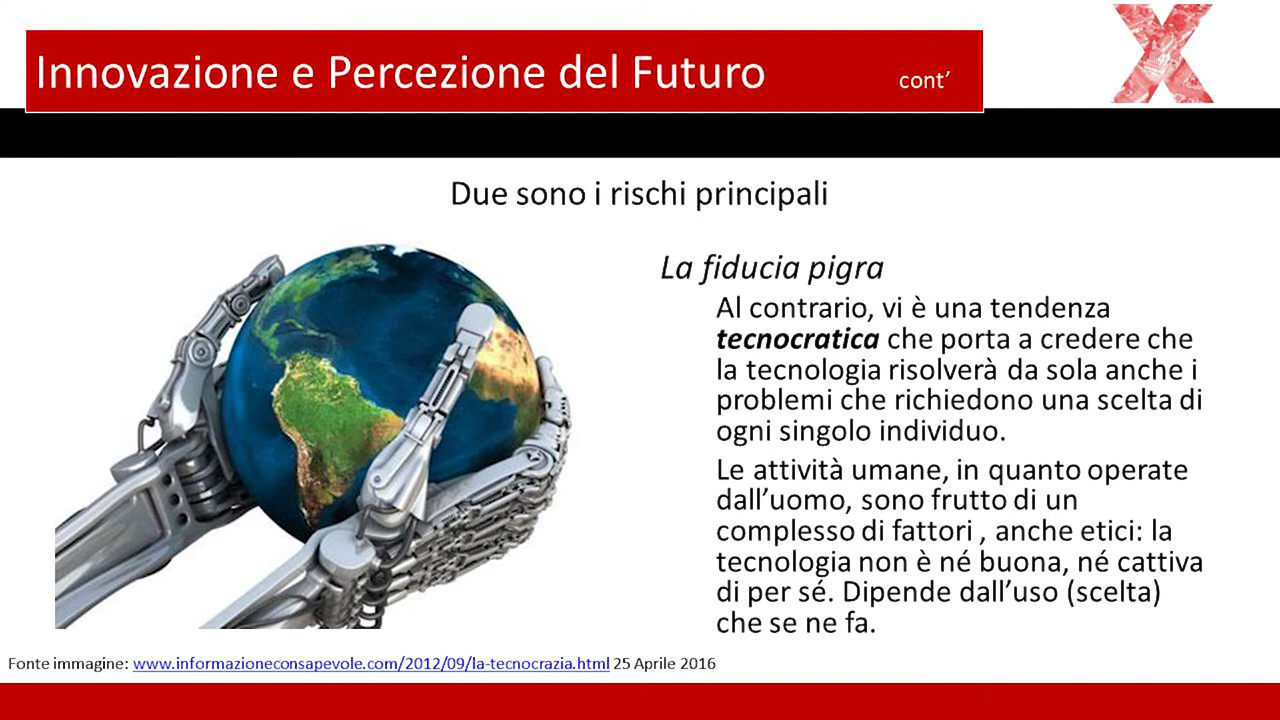 Innovazione e Percezione del Futuro cont’
Due sono i rischi principali
La fiducia pigra
Al contrario, vi è una tendenza
tecnocratica che porta a credere che
la tecnologia risolverà da sola anche i
problemi che richiedono una scelta di
ogni singolo individuo.
Le attività umane, in quanto operate
dall’uomo, sono frutto di un
complesso di fattori , anche etici: la
tecnologia non è né buona, né cattiva
di per sé. Dipende dall’uso (scelta)
che se ne fa.
Fonte immagine: www.informazioneconsapevole.com/2012/09/la-tecnocrazia.html 25 Aprile 2016